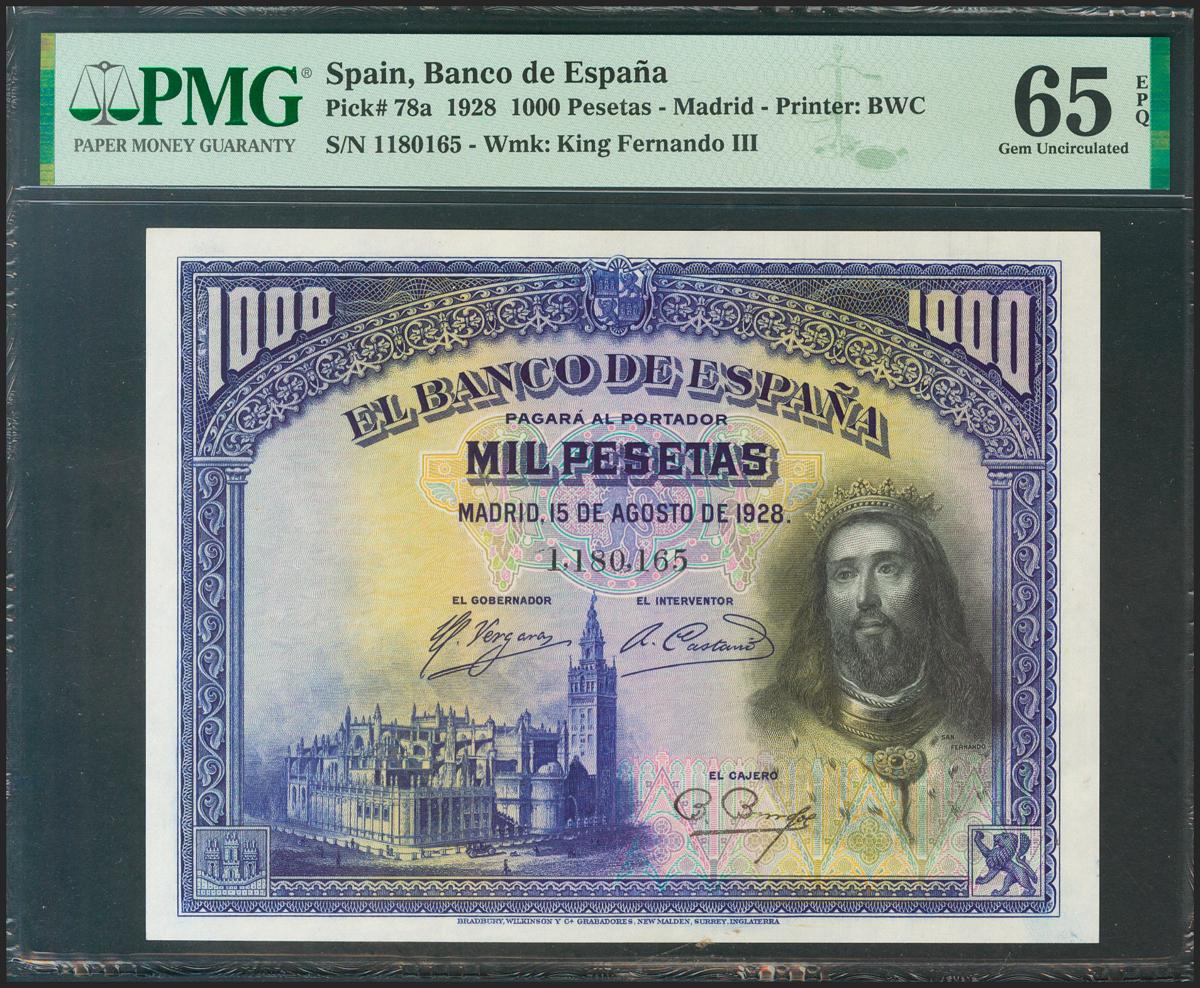 PMG®
PAPER MONEY GUARANTY
Spain, Banco de España
Pick# 78a 1928 1000 Pesetas - Madrid - Printer: BWC
S/N 1180165 - Wmk: King Fernando III
65
EPQ
Gem Uncirculated
1000 1000
EL BANCO DE ESPAÑA
PAGARÁ AL PORTADOR
MIL PESETAS
MADRID, 15 DE AGOSTO DE 1928.
1.180.165
EL GOBERNADOR EL INTERVENTOR
Vergara A. Castaño
SAN
FERNANDO
EL CAJERO
BRADBURY, WILKINSON Y Cª GRABADORES, NEW MALDEN, SURREY, INGLATERRA